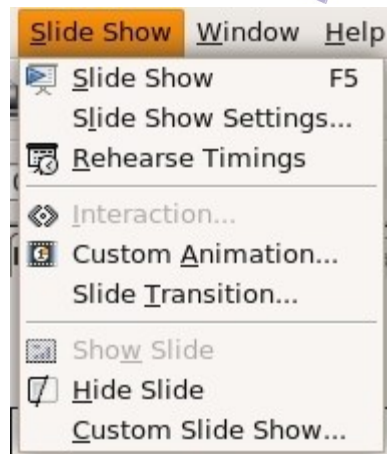 Slide Show Window Help
Slide Show F5
Slide Show Settings...
Rehearse Timings
Interaction...
Custom Animation...
Slide Transition...
Show Slide
Hide Slide
Custom Slide Show...